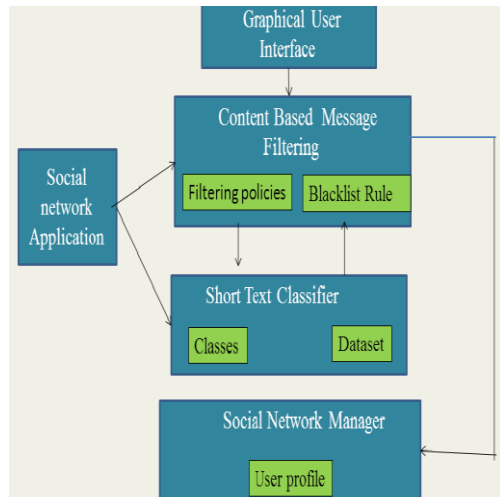 Graphical User
Interface
Content Based Message
Filtering
Filtering policies
Blacklist Rule
Social
network
Application
Short Text Classifier
Classes
Dataset
Social Network Manager
User profile